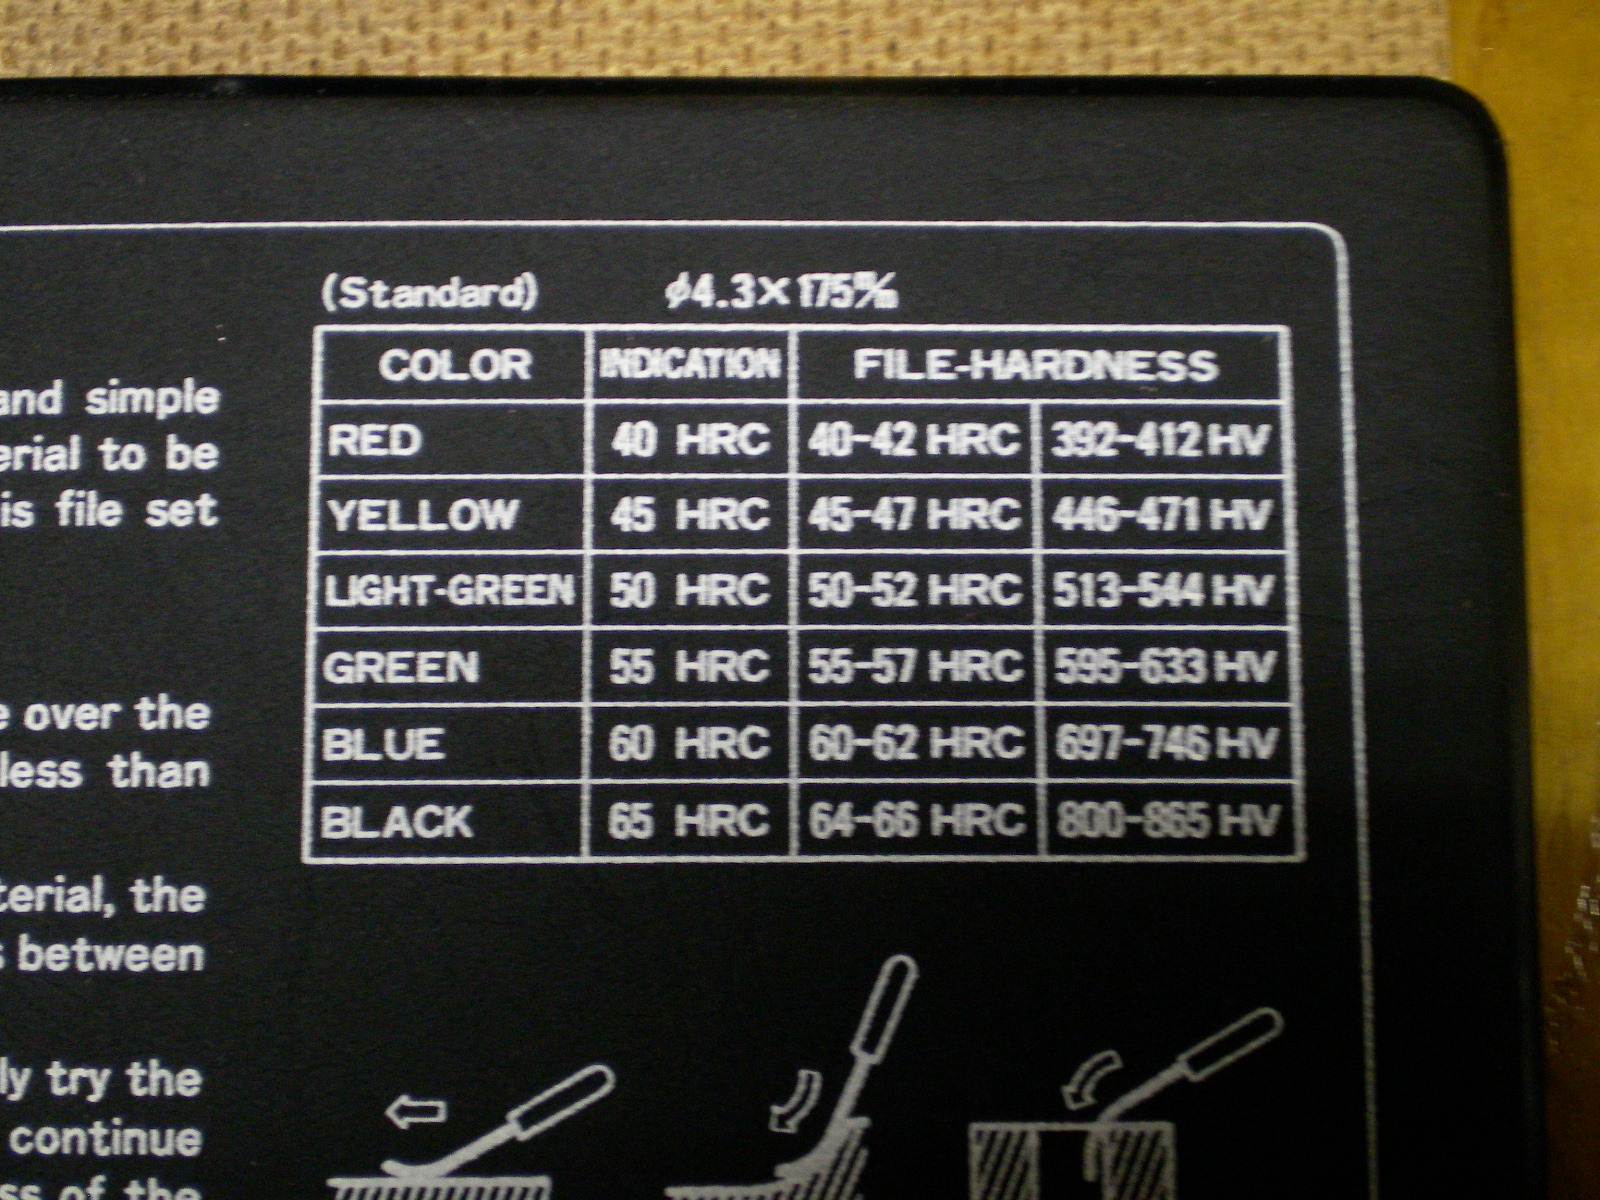 (Standard) φ4.3×175㎜
COLOR INDICATION FILE-HARDNESS
RED 40 HRC 40-42 HRC 392-412 HV
YELLOW 45 HRC 45-47 HRC 446-471 HV
LIGHT-GREEN 50 HRC 50-52 HRC 513-544 HV
GREEN 55 HRC 55-57 HRC 595-633 HV
BLUE 60 HRC 60-62 HRC 697-746 HV
BLACK 65 HRC 64-66 HRC 800-865 HV
and simple
erial to be
is file set
e over the
less than
terial, the
s between
ly try the
continue
ss of the